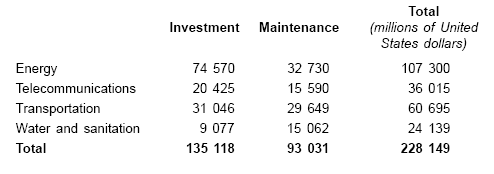 Total
Investment Maintenance (millions of United
States dollars)
Energy 74 570 32 730 107 300
Telecommunications 20 425 15 590 36 015
Transportation 31 046 29 649 60 695
Water and sanitation 9 077 15 062 24 139
Total 135 118 93 031 228 149